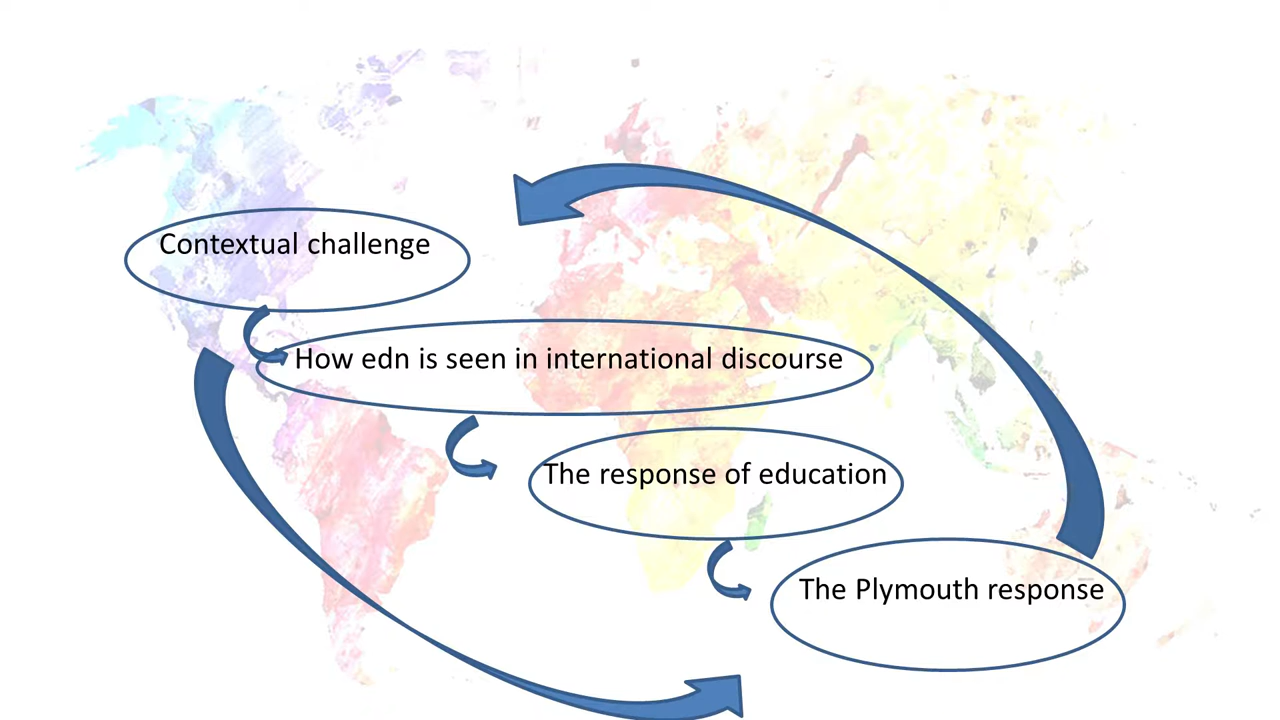 Contextual challenge
How edn is seen in international discourse
The response of education
The Plymouth response